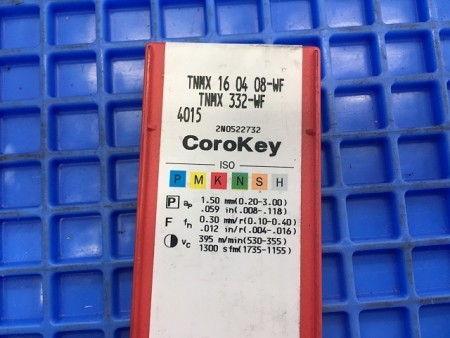 TNMX 16 04 08-WF
TNMX 332-WF
4015
2N0522732
CoroKey
ISO
P M K N S H
P ap 1.50 mm(0.20-3.00)
.059 in(.008-.118)
F fn 0.30 mm/r(0.10-0.40)
.012 in/r(.004-.016)
vc 395 m/min(530-355)
1300 sfm(1735-1155)